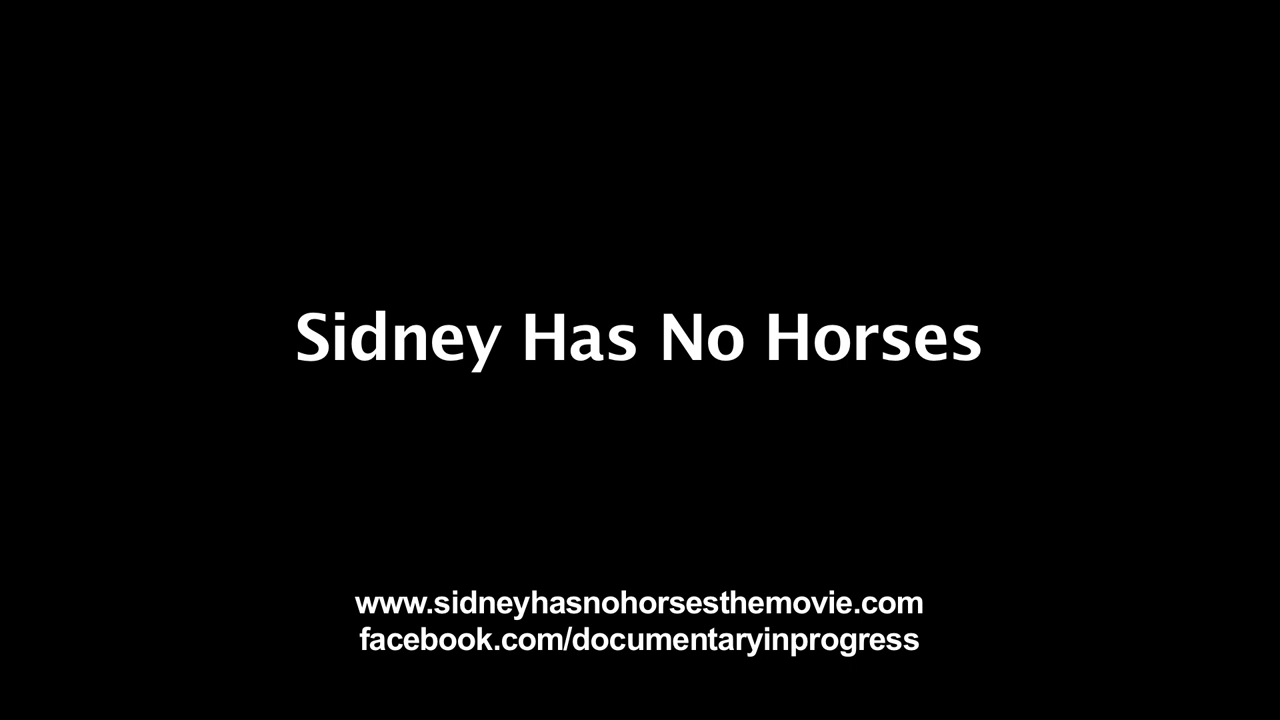 Sidney Has No Horses
www.sidneyhasnohorsesthemovie.com
facebook.com/documentaryinprogress